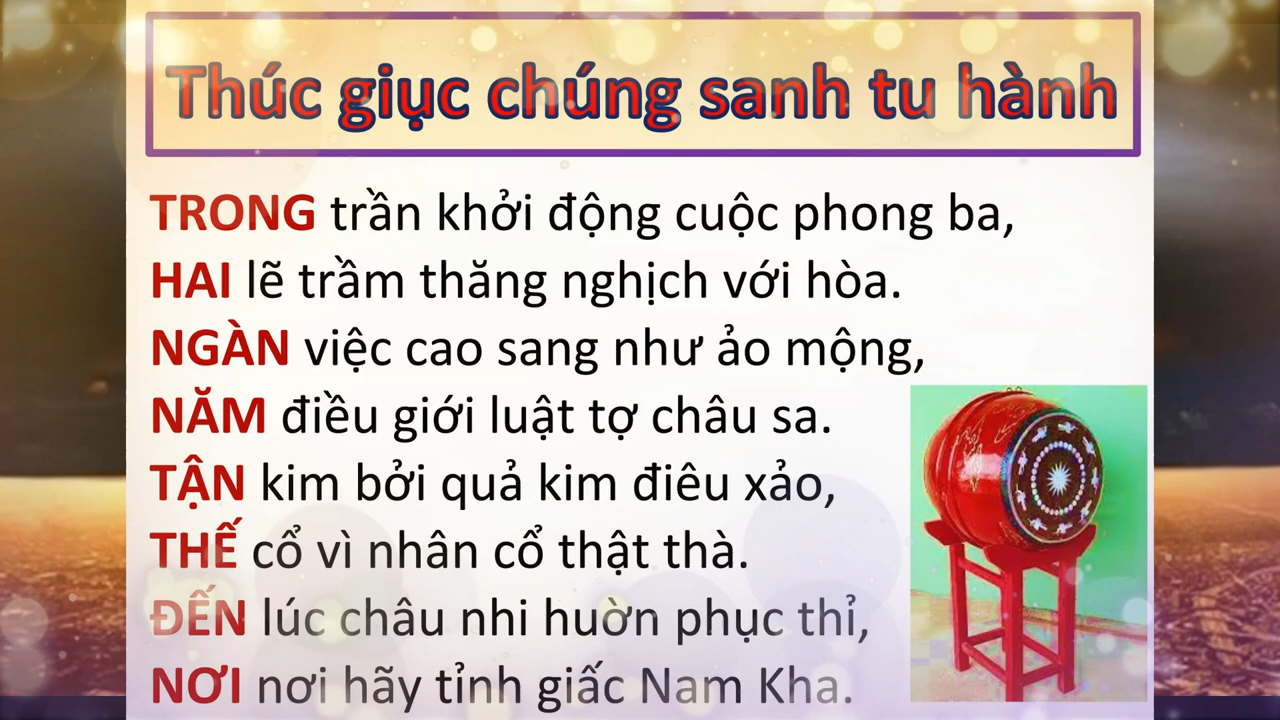 Thúc giục chúng sanh tu hành
TRONG trần khởi động cuộc phong ba,
HAI lẽ trầm thăng nghịch với hòa.
NGÀN việc cao sang như ảo mộng,
NĂM điều giới luật tợ châu sa.
TẬN kim bởi quả kim điêu xảo,
THẾ cổ vì nhân cổ thật thà.
ĐẾN lúc châu nhi huờn phục thỉ,
NƠI nơi hãy tỉnh giấc Nam Kha.